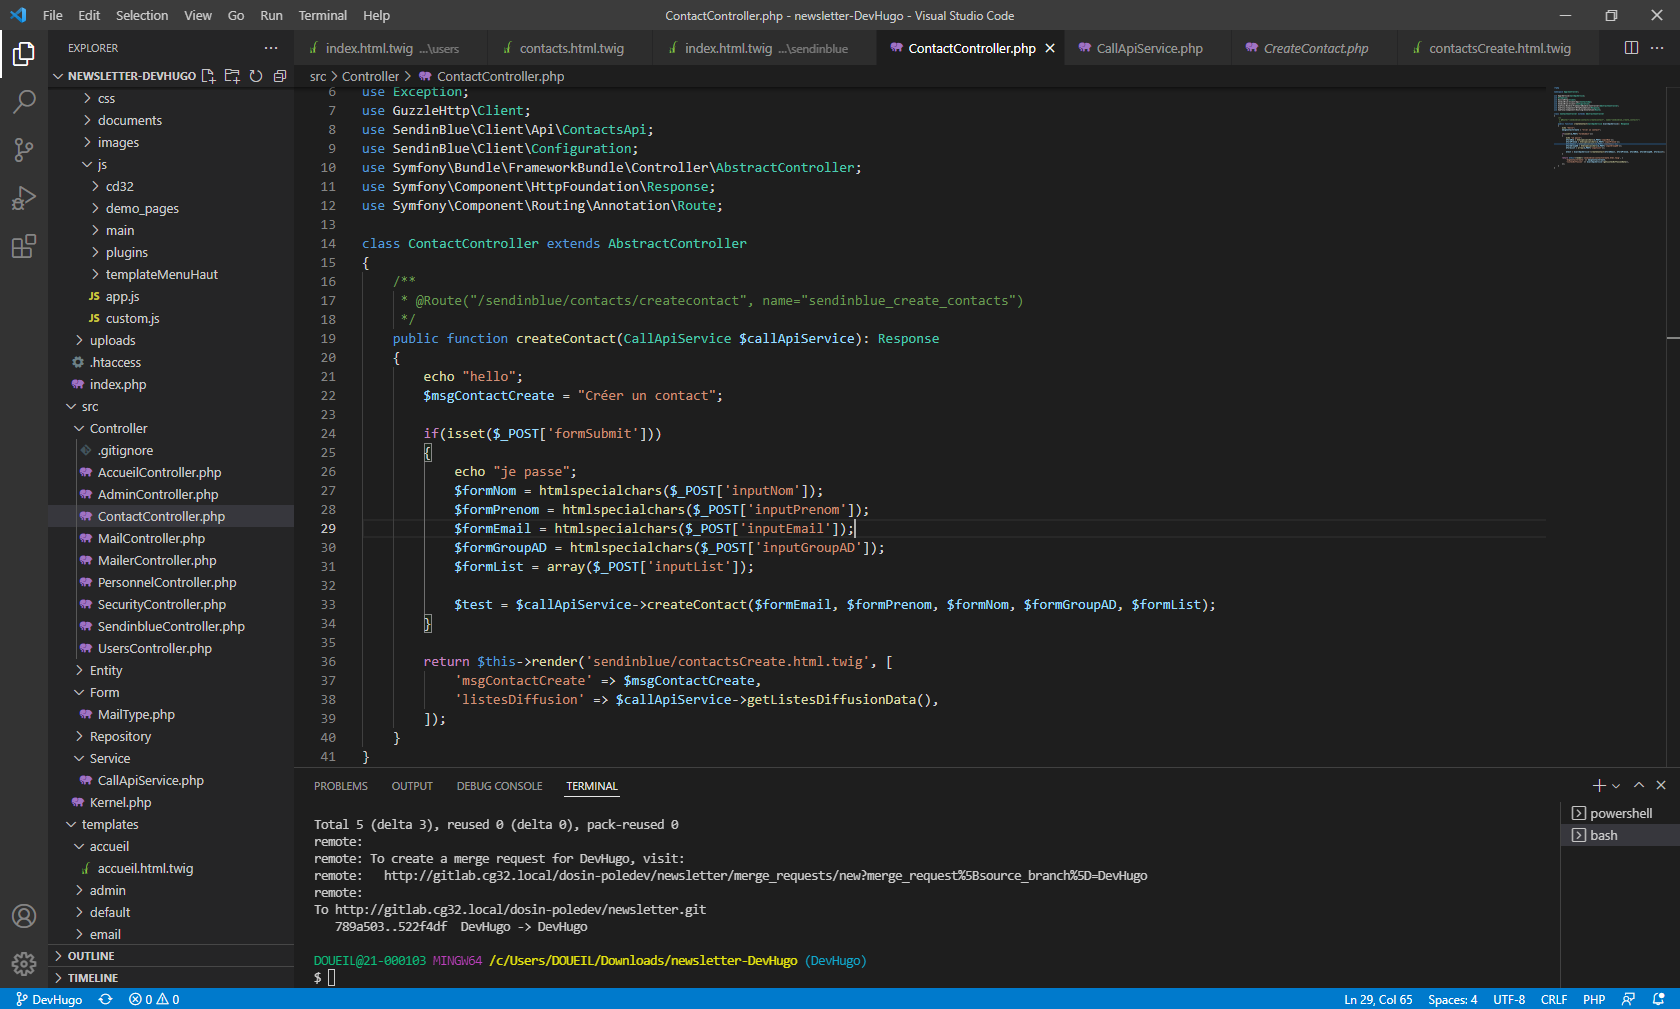 File Edit Selection View Go Run Terminal Help
ContactController.php - newsletter-DevHugo - Visual Studio Code
EXPLORER
NEWSLETTER-DEVHUGO
css
documents
images
js
cd32
demo_pages
main
plugins
templateMenuHaut
JS app.js
JS custom.js
uploads
.htaccess
index.php
src
Controller
.gitignore
AccueilController.php
AdminController.php
ContactController.php
MailController.php
MailerController.php
PersonnelController.php
SecurityController.php
SendinblueController.php
UsersController.php
Entity
Form
MailType.php
Repository
Service
CallApiService.php
Kernel.php
templates
accueil
accueil.html.twig
admin
default
email
OUTLINE
TIMELINE
index.html.twig ...\users
contacts.html.twig
index.html.twig ...\sendinblue
ContactController.php
CallApiService.php
CreateContact.php
contactsCreate.html.twig
src > Controller > ContactController.php
6 use Exception;
7 use GuzzleHttp\Client;
8 use SendinBlue\Client\Api\ContactsApi;
9 use SendinBlue\Client\Configuration;
10 use Symfony\Bundle\FrameworkBundle\Controller\AbstractController;
11 use Symfony\Component\HttpFoundation\Response;
12 use Symfony\Component\Routing\Annotation\Route;
13
14 class ContactController extends AbstractController
15 {
16 /**
17 * @Route("/sendinblue/contacts/createcontact", name="sendinblue_create_contacts")
18 */
19 public function createContact(CallApiService $callApiService): Response
20 {
21 echo "hello";
22 $msgContactCreate = "Créer un contact";
23
24 if(isset($_POST['formSubmit']))
25 {
26 echo "je passe";
27 $formNom = htmlspecialchars($_POST['inputNom']);
28 $formPrenom = htmlspecialchars($_POST['inputPrenom']);
29 $formEmail = htmlspecialchars($_POST['inputEmail']);
30 $formGroupAD = htmlspecialchars($_POST['inputGroupAD']);
31 $formList = array($_POST['inputList']);
32
33 $test = $callApiService->createContact($formEmail, $formPrenom, $formNom, $formGroupAD, $formList);
34 }
35
36 return $this->render('sendinblue/contactsCreate.html.twig', [
37 'msgContactCreate' => $msgContactCreate,
38 'listesDiffusion' => $callApiService->getListesDiffusionData(),
39 ]);
40 }
41 }
PROBLEMS OUTPUT DEBUG CONSOLE TERMINAL
Total 5 (delta 3), reused 0 (delta 0), pack-reused 0
remote:
remote: To create a merge request for DevHugo, visit:
remote: http://gitlab.cg32.local/dosin-poledev/newsletter/merge_requests/new?merge_request%5Bsource_branch%5D=DevHugo
remote:
To http://gitlab.cg32.local/dosin-poledev/newsletter.git
789a503..522f4df DevHugo -> DevHugo
DOUEIL@21-000103 MINGW64 /c/Users/DOUEIL/Downloads/newsletter-DevHugo (DevHugo)
$
powershell
bash
DevHugo 0 0
Ln 29, Col 65 Spaces: 4 UTF-8 CRLF PHP